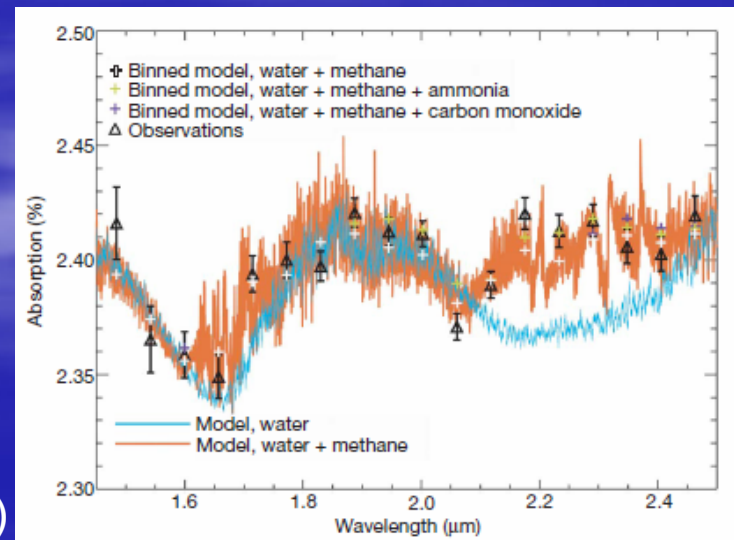 2.50
2.45
2.40
2.35
2.30
Absorption (%)
Binned model, water + methane
Binned model, water + methane + ammonia
Binned model, water + methane + carbon monoxide
Observations
Model, water
Model, water + methane
1.6
1.8
2.0
2.2
2.4
Wavelength (μm)
)